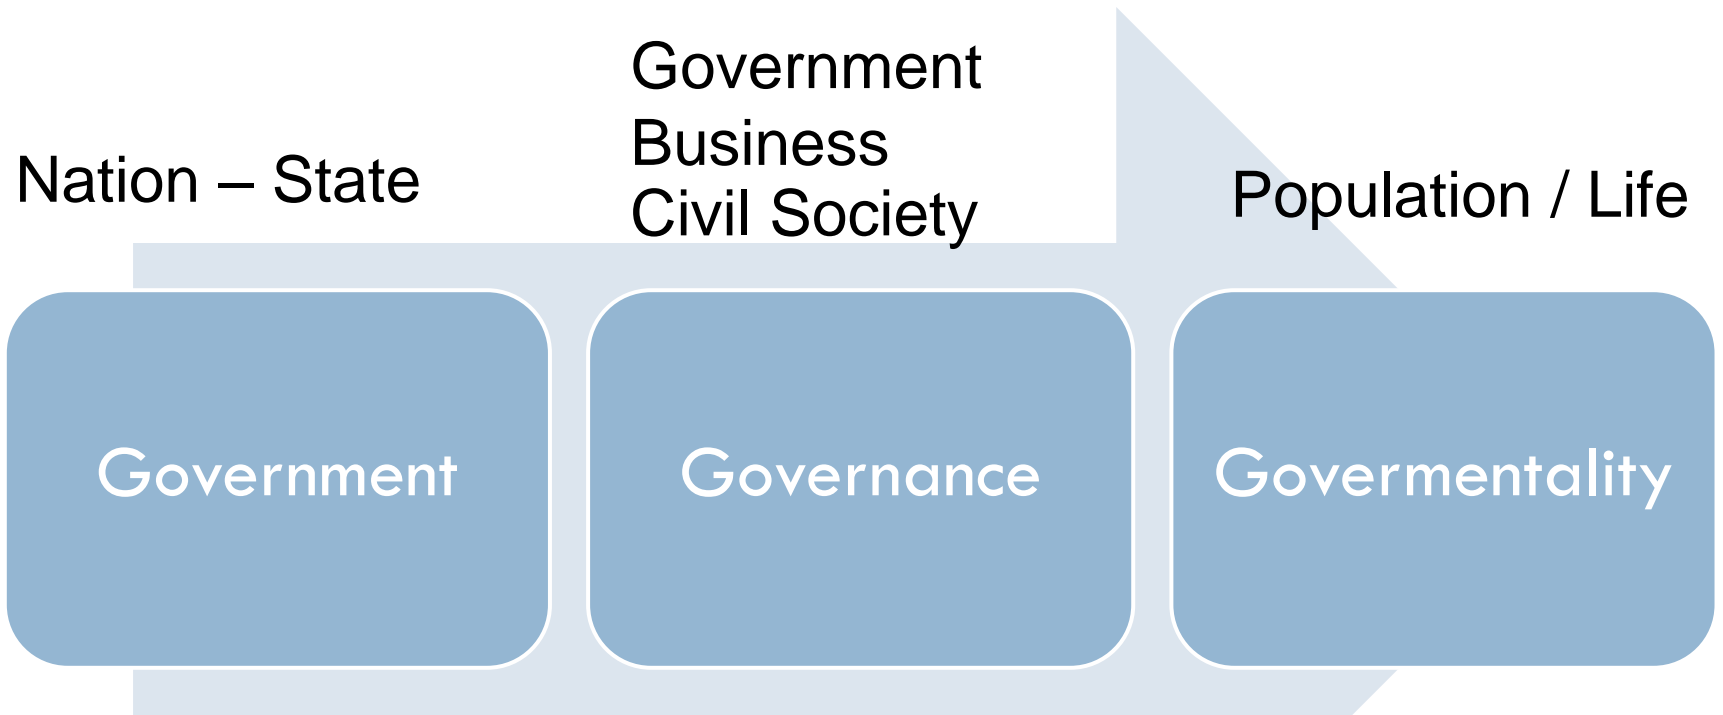 Nation – State
Government
Business
Civil Society
Population / Life
Government
Governance
Govermentality